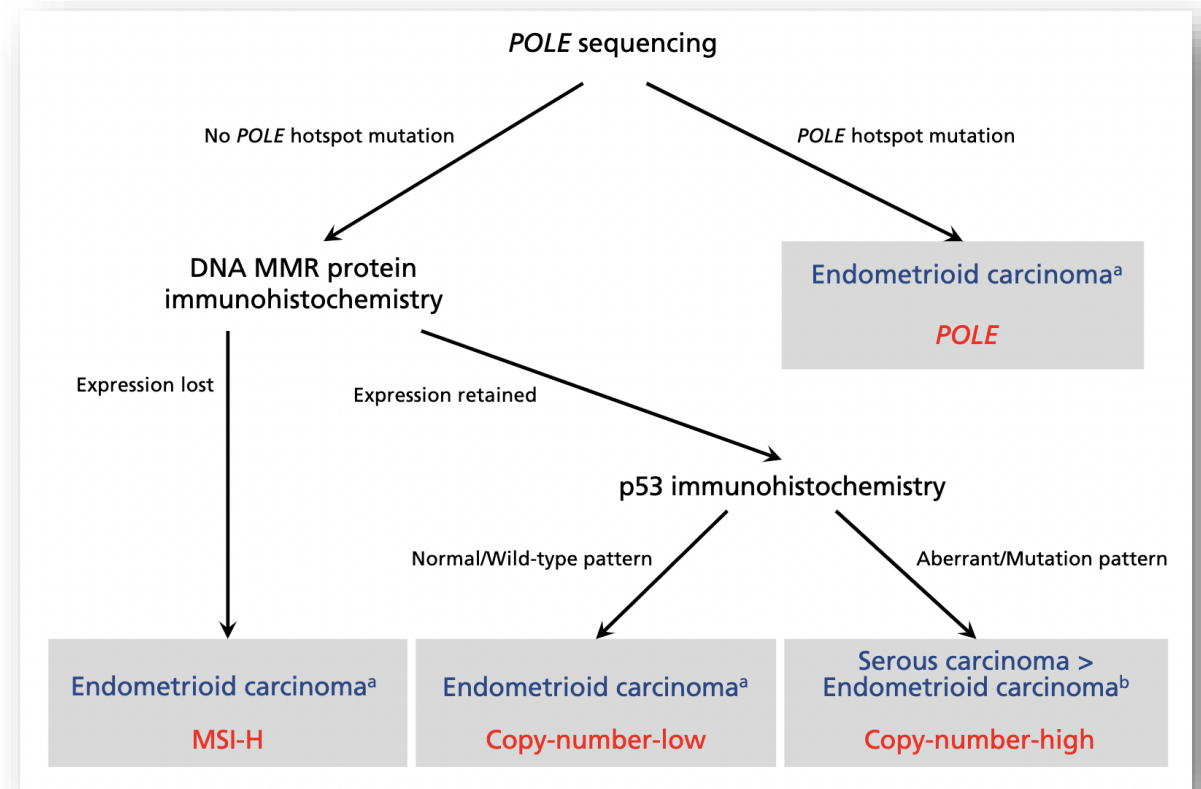 POLE sequencing
No POLE hotspot mutation
POLE hotspot mutation
DNA MMR protein
immunohistochemistry
Endometrioid carcinomaᵃ
POLE
Expression lost
Expression retained
p53 immunohistochemistry
Normal/Wild-type pattern
Aberrant/Mutation pattern
Endometrioid carcinomaᵃ
MSI-H
Endometrioid carcinomaᵃ
Copy-number-low
Serous carcinoma >
Endometrioid carcinomaᵇ
Copy-number-high